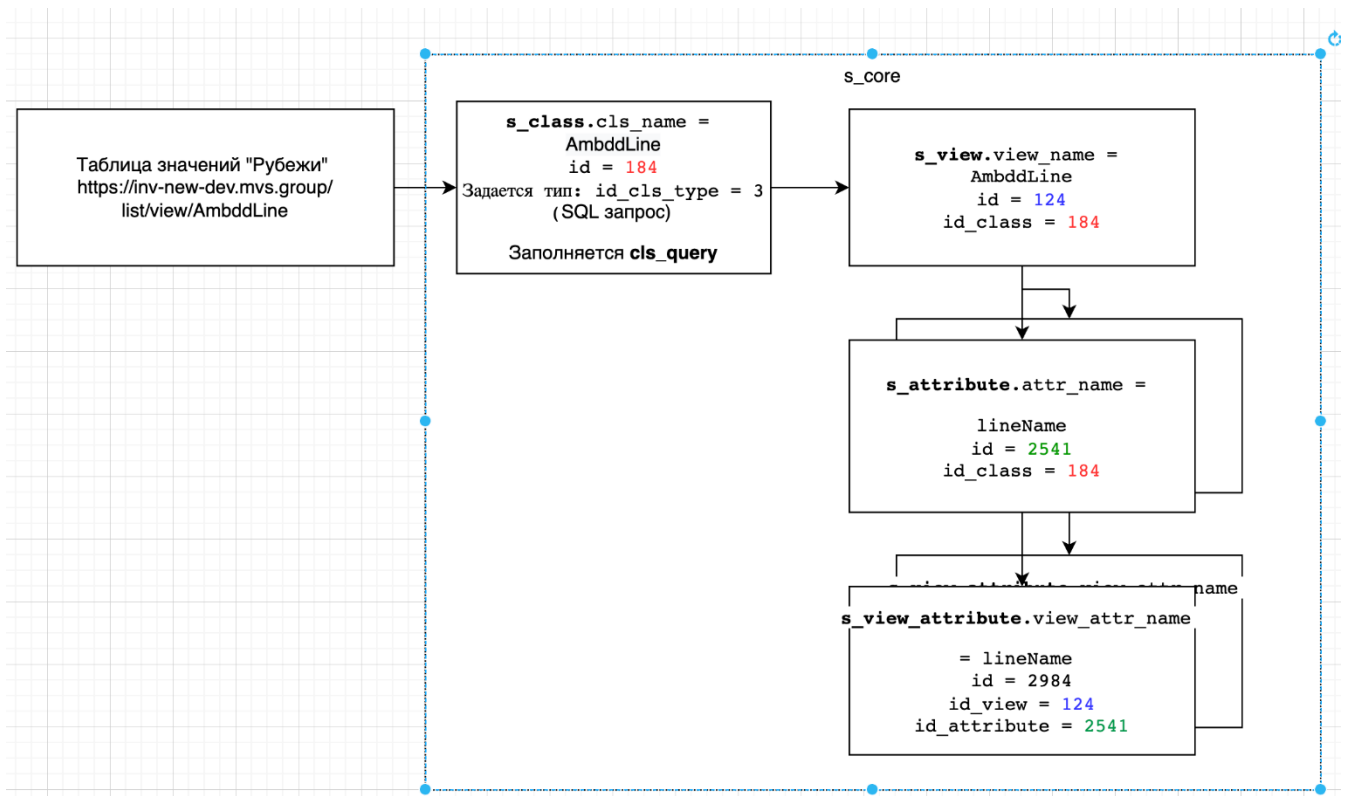 s_core
Таблица значений "Рубежи"
https://inv-new-dev.mvs.group/
list/view/AmbddLine
s_class.cls_name =
AmbddLine
id = 184
Задается тип: id_cls_type = 3
(SQL запрос)
Заполняется cls_query
s_view.view_name =
AmbddLine
id = 124
id_class = 184
s_attribute.attr_name =
lineName
id = 2541
id_class = 184
name
s_view_attribute.view_attr_name
= lineName
id = 2984
id_view = 124
id_attribute = 2541